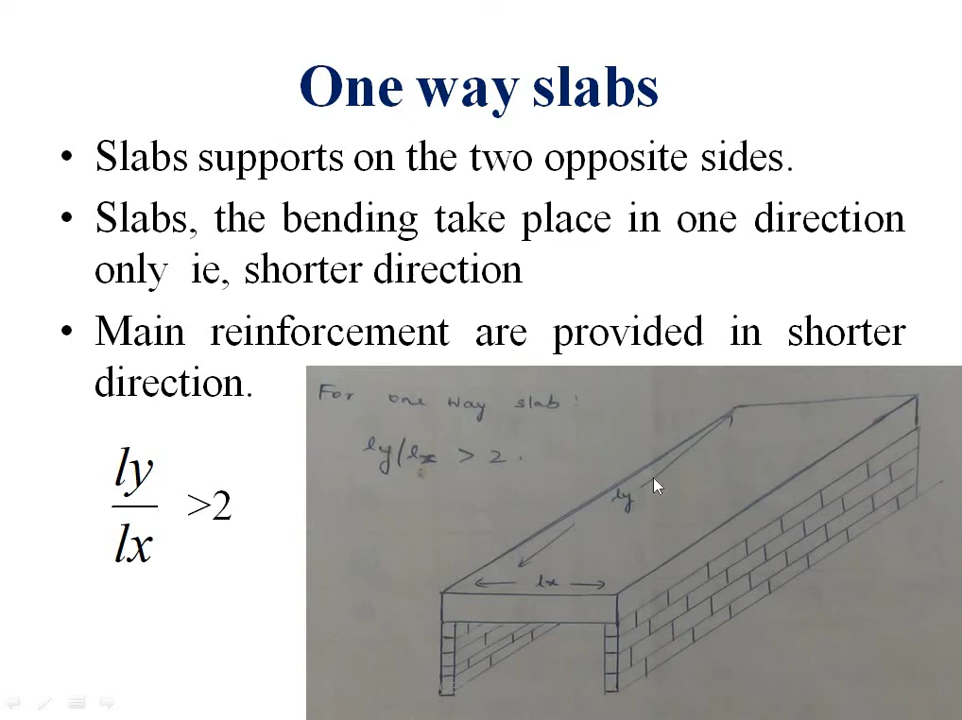 One way slabs
• Slabs supports on the two opposite sides.
• Slabs, the bending take place in one direction
only ie, shorter direction
• Main reinforcement are provided in shorter
direction.
ly
lx
>2
For one way slab :
ly/lx > 2 .
ly
lx